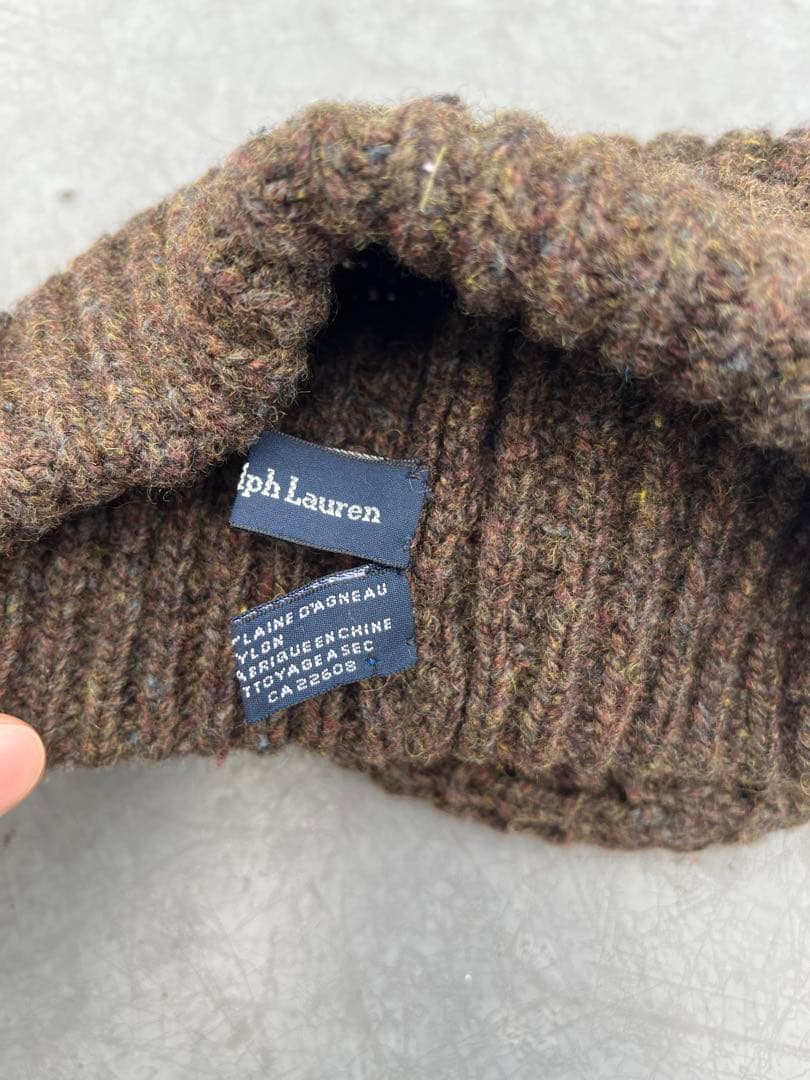 lph Lauren
LAINE D'AGNEAU
YLON
ABRIQUE EN CHINE
TTOYAGE A SEC
CA 22608